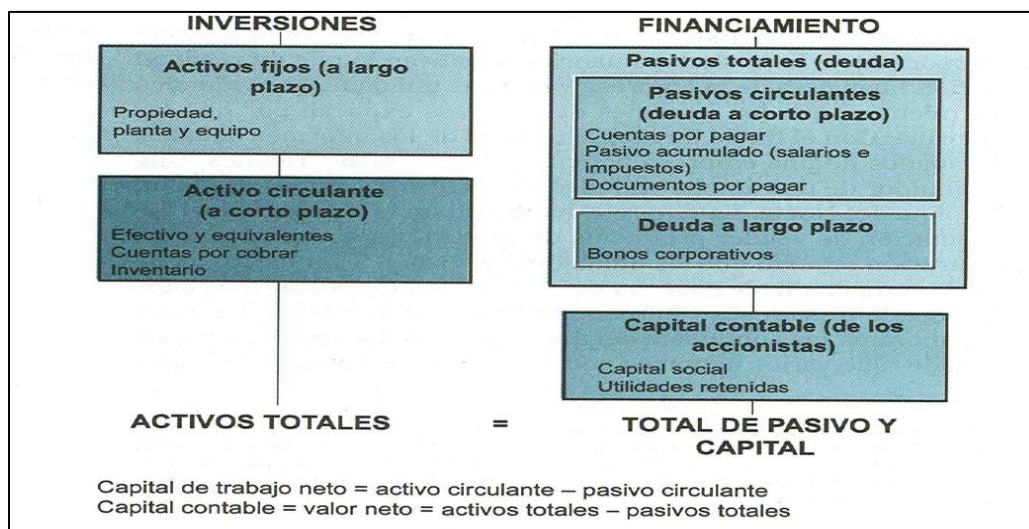 INVERSIONES
Activos fijos (a largo
plazo)
Propiedad,
planta y equipo
Activo circulante
(a corto plazo)
Efectivo y equivalentes
Cuentas por cobrar
Inventario
FINANCIAMIENTO
Pasivos totales (deuda)
Pasivos circulantes
(deuda a corto plazo)
Cuentas por pagar
Pasivo acumulado (salarios e
impuestos)
Documentos por pagar
Deuda a largo plazo
Bonos corporativos
Capital contable (de los
accionistas)
Capital social
Utilidades retenidas
ACTIVOS TOTALES = TOTAL DE PASIVO Y
CAPITAL
Capital de trabajo neto = activo circulante – pasivo circulante
Capital contable = valor neto = activos totales – pasivos totales